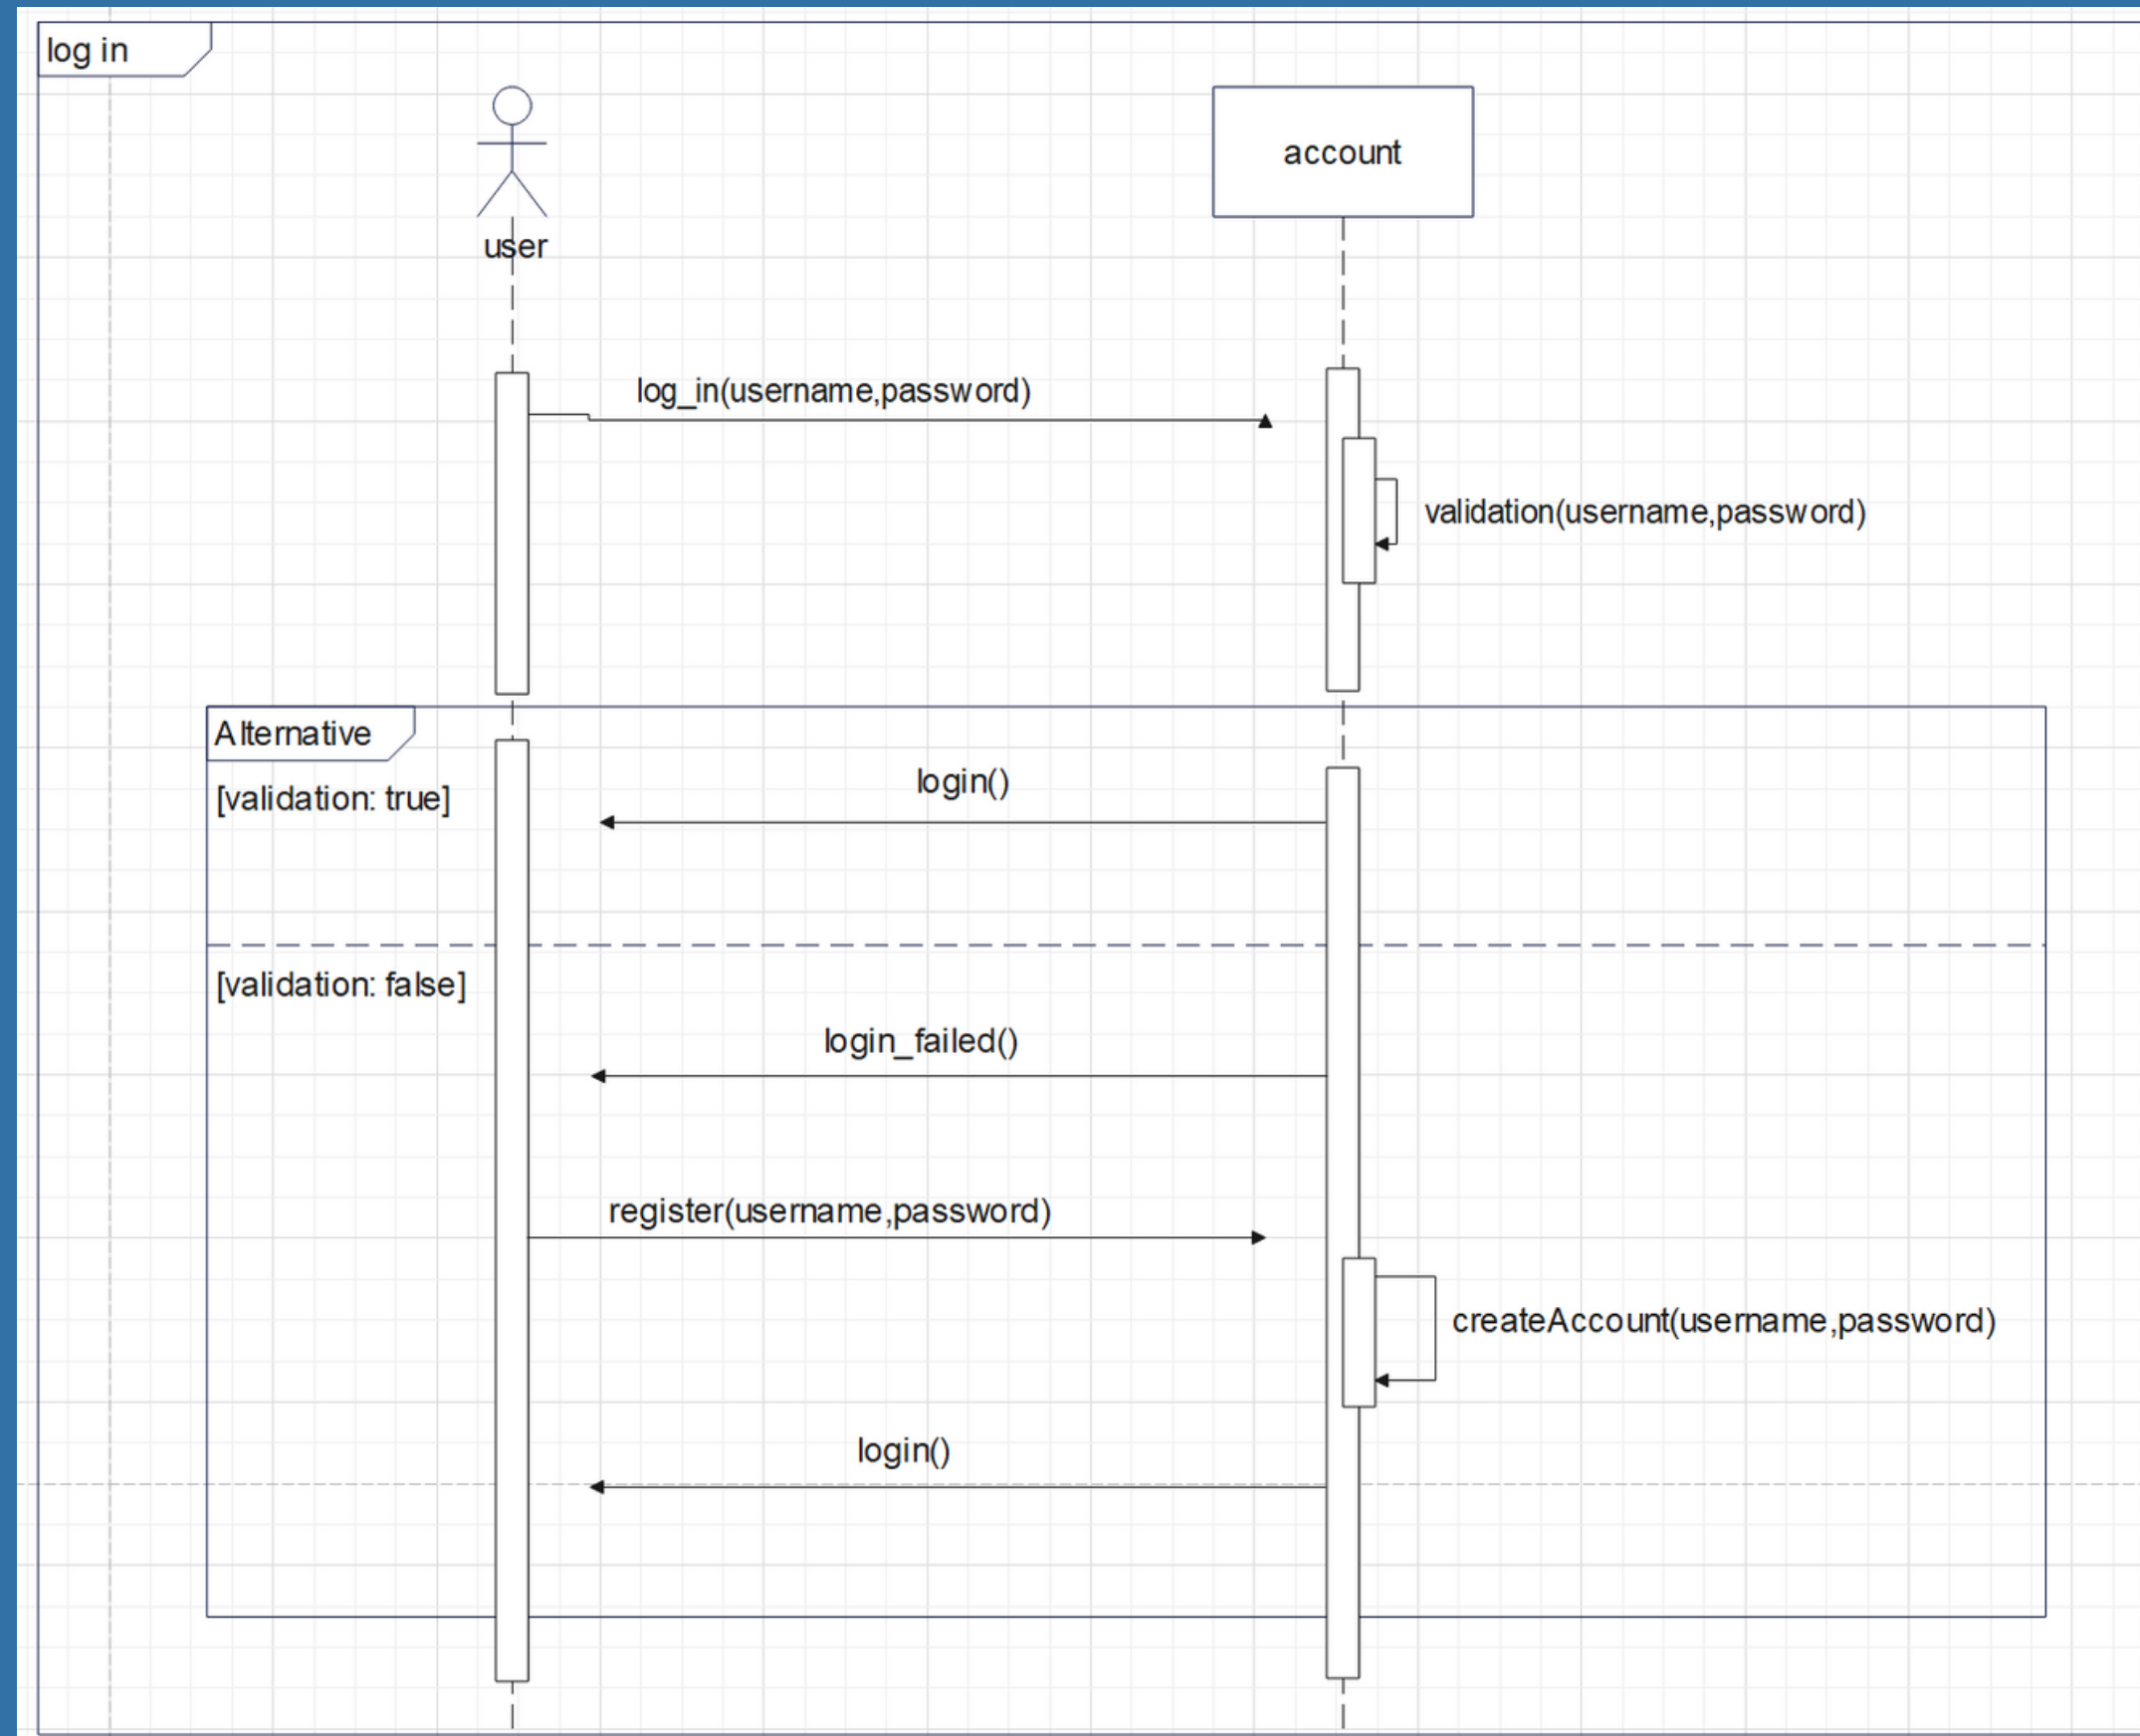 log in
account
user
log_in(username,password)
validation(username,password)
Alternative
[validation: true]
login()
[validation: false]
login_failed()
register(username,password)
createAccount(username,password)
login()